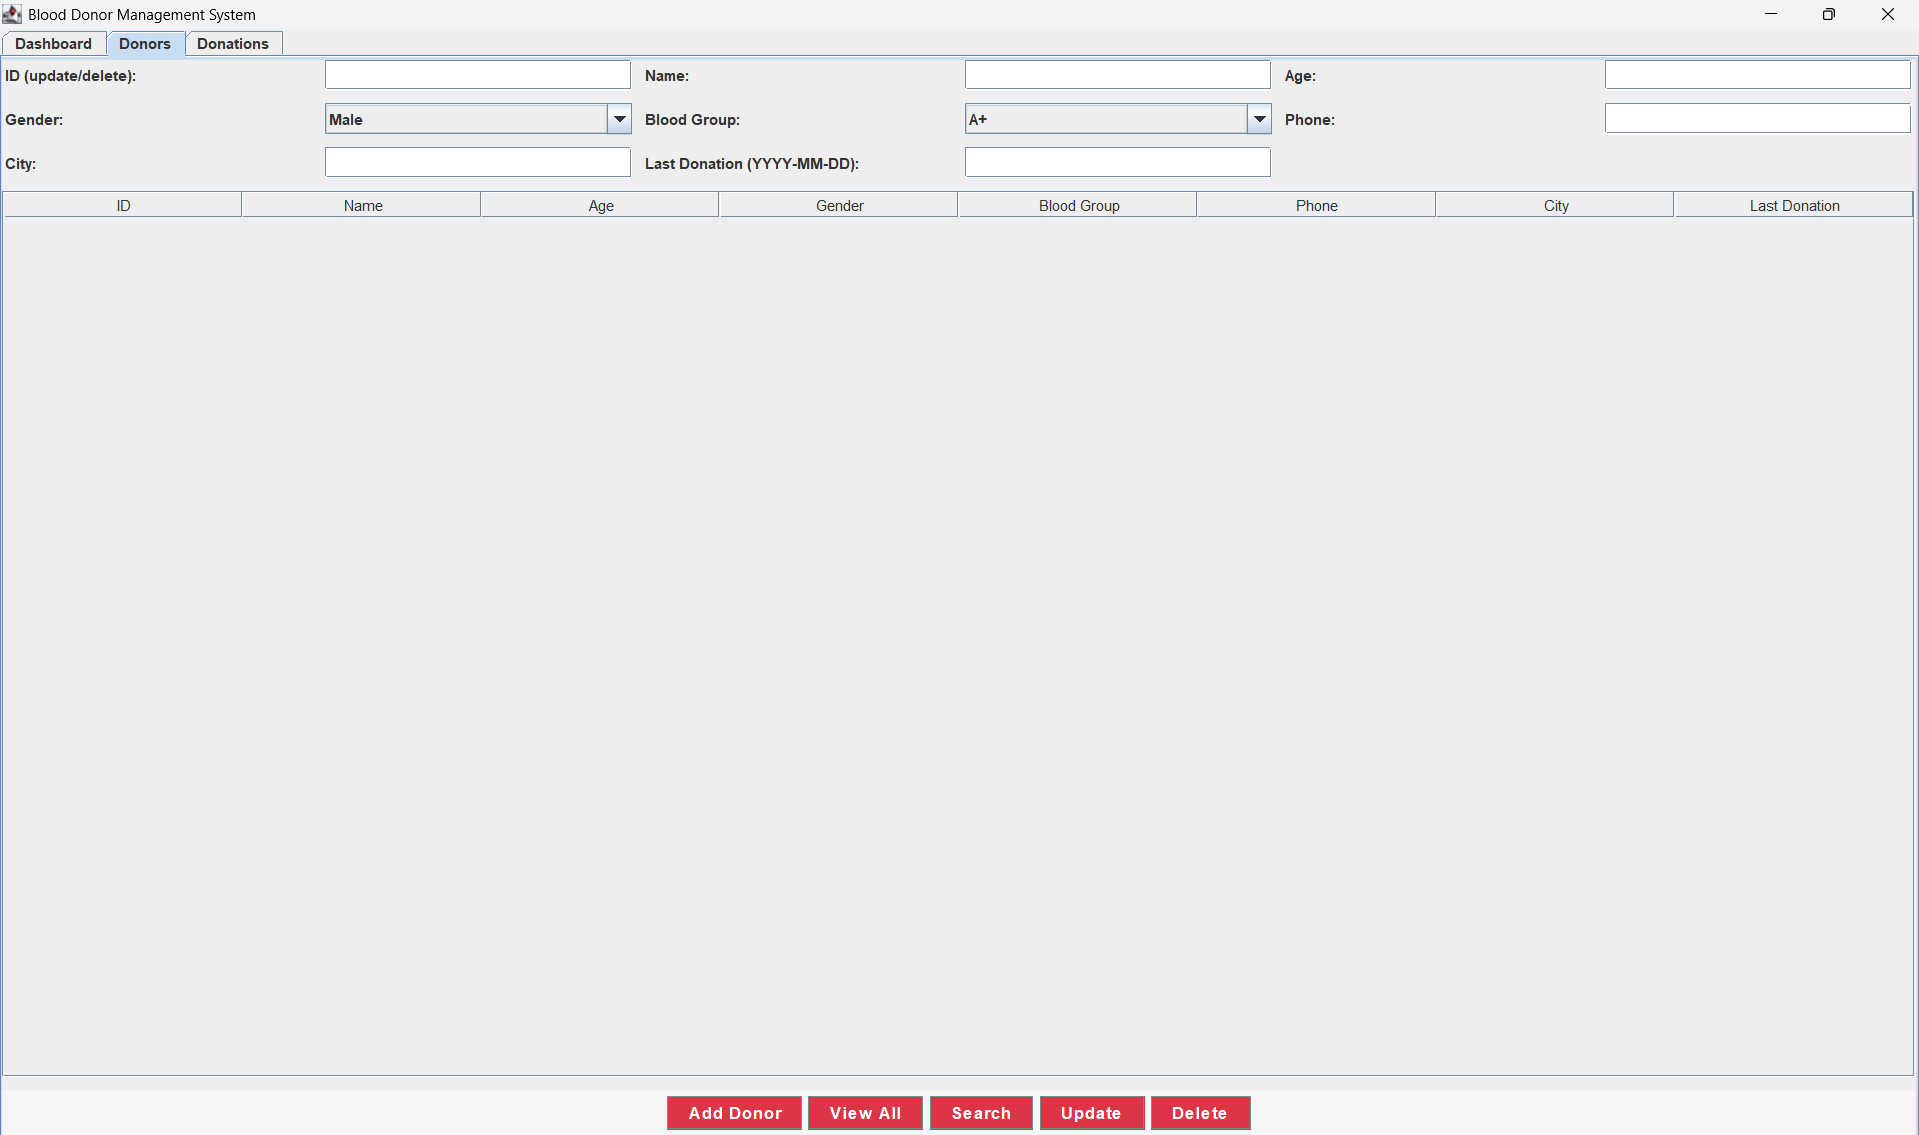 Blood Donor Management System
Dashboard Donors Donations
ID (update/delete): Name: Age:
Gender: Male Blood Group: A+ Phone:
City: Last Donation (YYYY-MM-DD):
ID Name Age Gender Blood Group Phone City Last Donation
Add Donor View All Search Update Delete